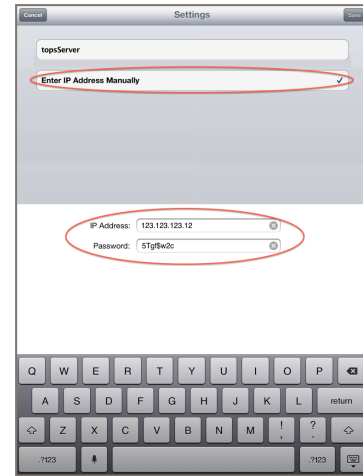 Cancel Settings Save
topsServer
Enter IP Address Manually ✓
IP Address: 123.123.123.12
Password: 5Tgf$w2c
Q W E R T Y U I O P
A S D F G H J K L return
Z X C V B N M ! , ? .
.?123 .?123